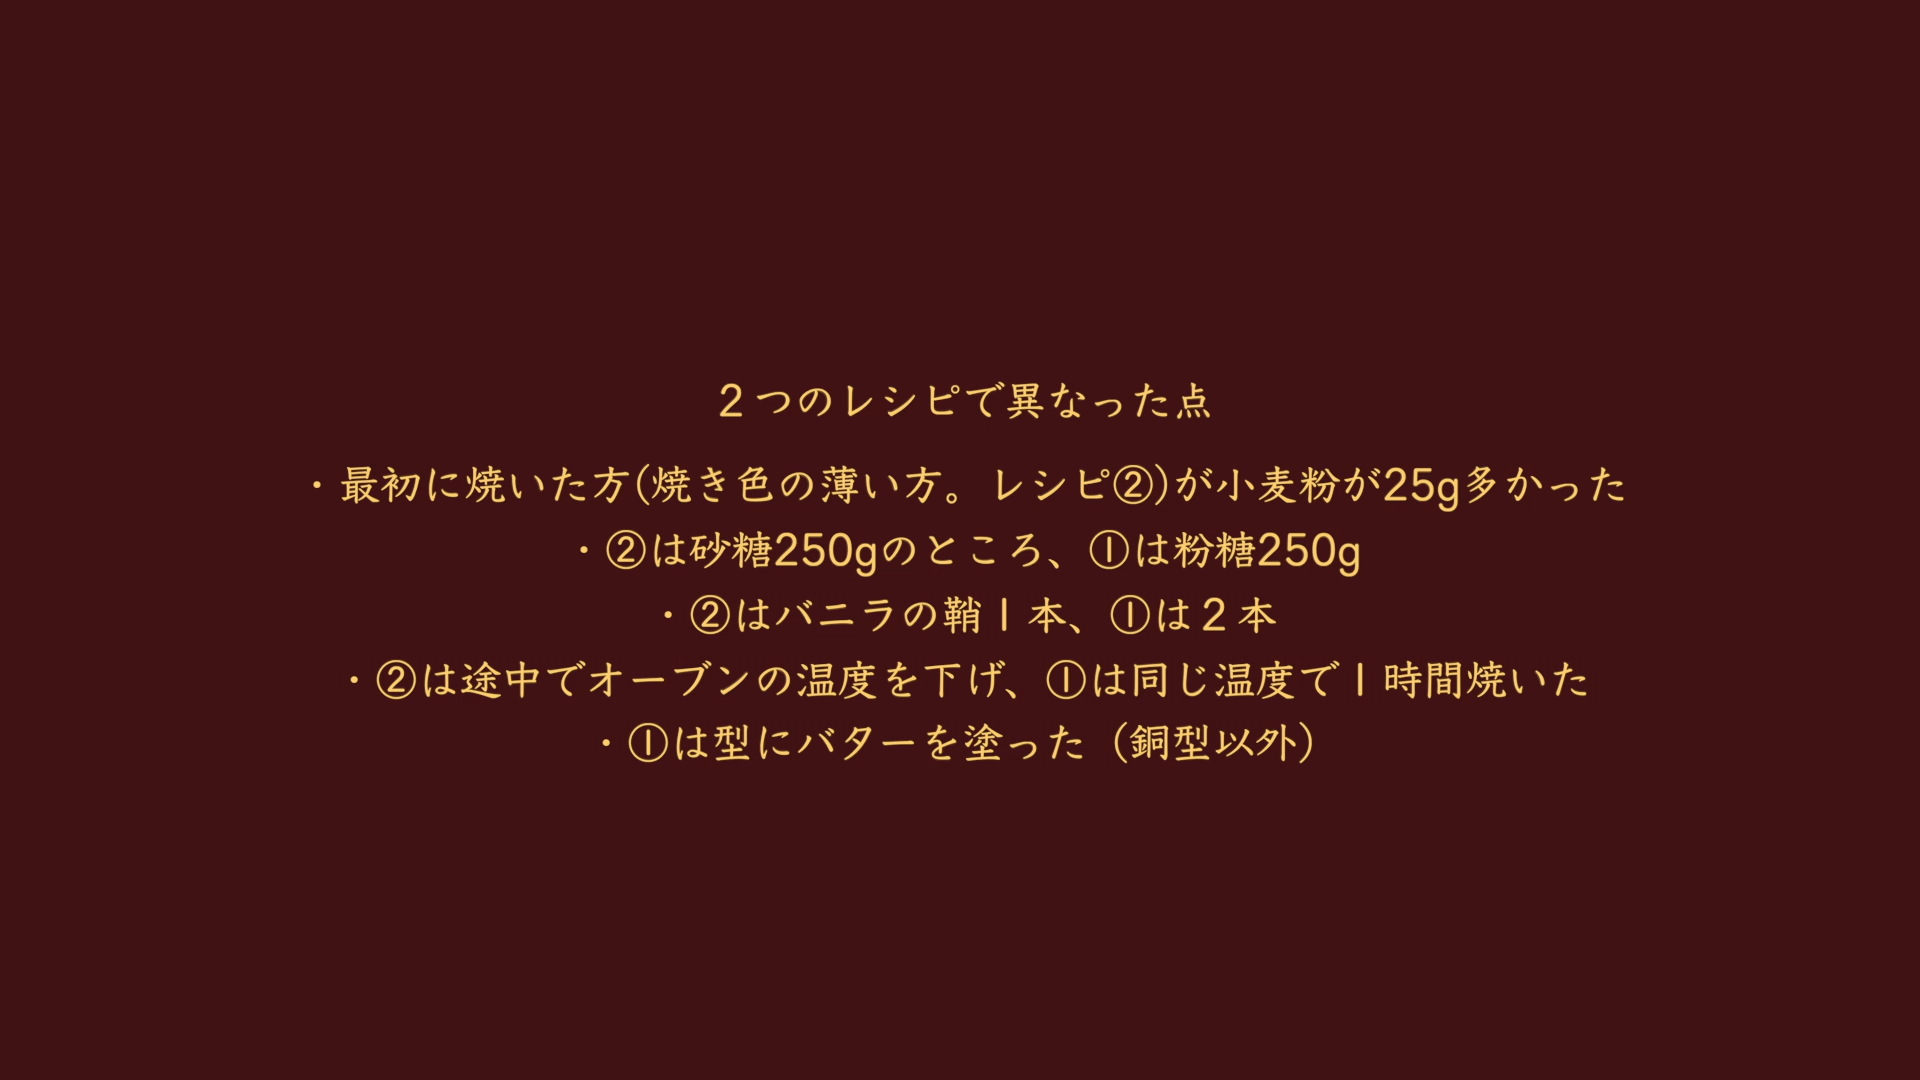 ２つのレシピで異なった点
・最初に焼いた方(焼き色の薄い方。レシピ②)が小麦粉が25g多かった
・②は砂糖250gのところ、①は粉糖250g
・②はバニラの鞘１本、①は２本
・②は途中でオーブンの温度を下げ、①は同じ温度で１時間焼いた
・①は型にバターを塗った（銅型以外）